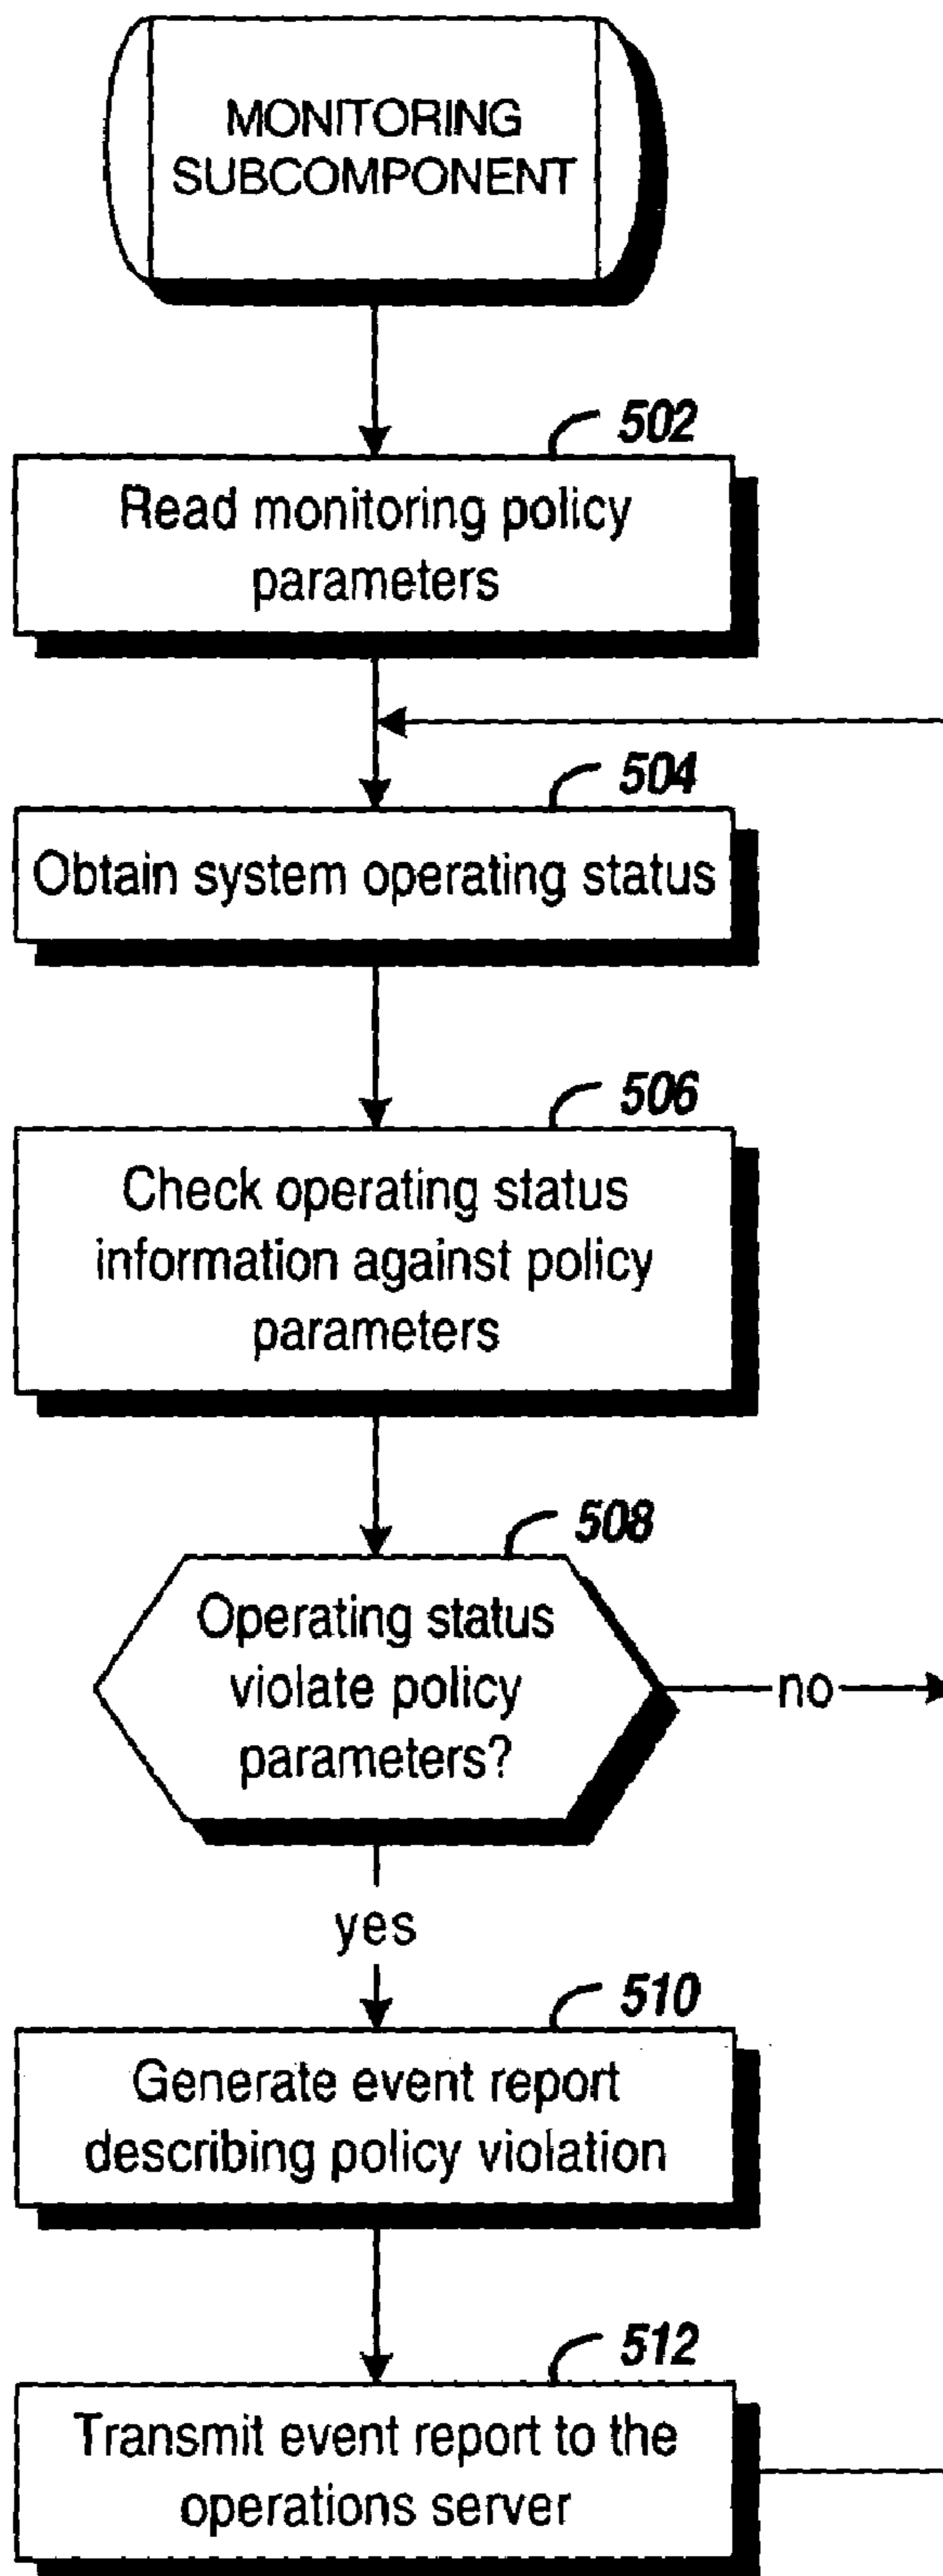 MONITORING
SUBCOMPONENT
502
Read monitoring policy
parameters
504
Obtain system operating status
506
Check operating status
information against policy
parameters
508
Operating status
violate policy
parameters?
no
yes
510
Generate event report
describing policy violation
512
Transmit event report to the
operations server